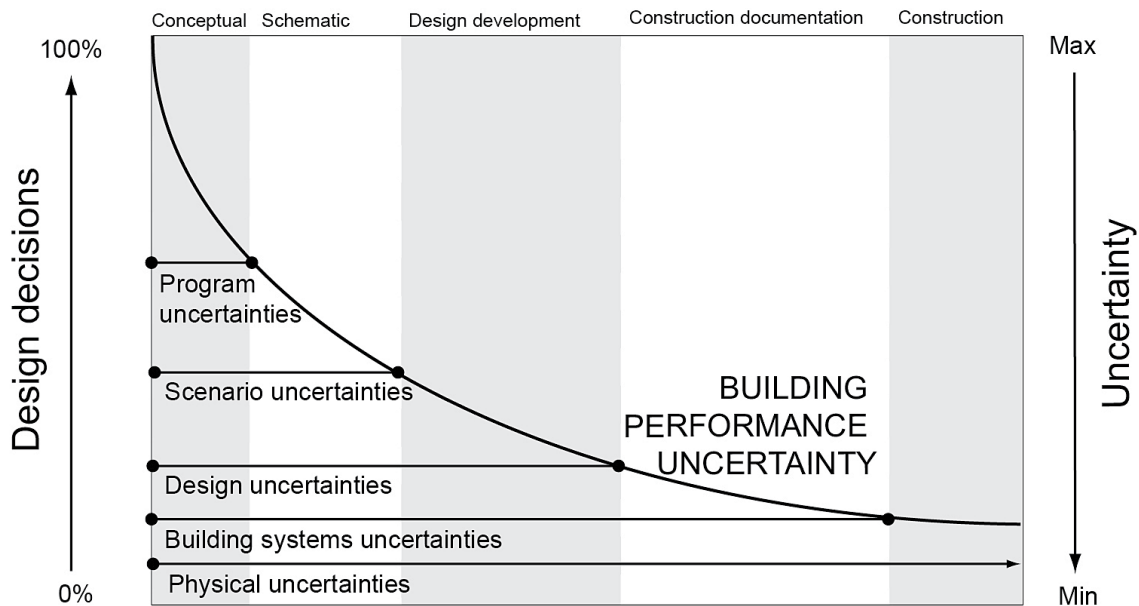 Conceptual Schematic Design development Construction documentation Construction
100%
Max
Design decisions
Uncertainty
Program
uncertainties
Scenario uncertainties
BUILDING
PERFORMANCE
UNCERTAINTY
Design uncertainties
Building systems uncertainties
Physical uncertainties
0%
Min